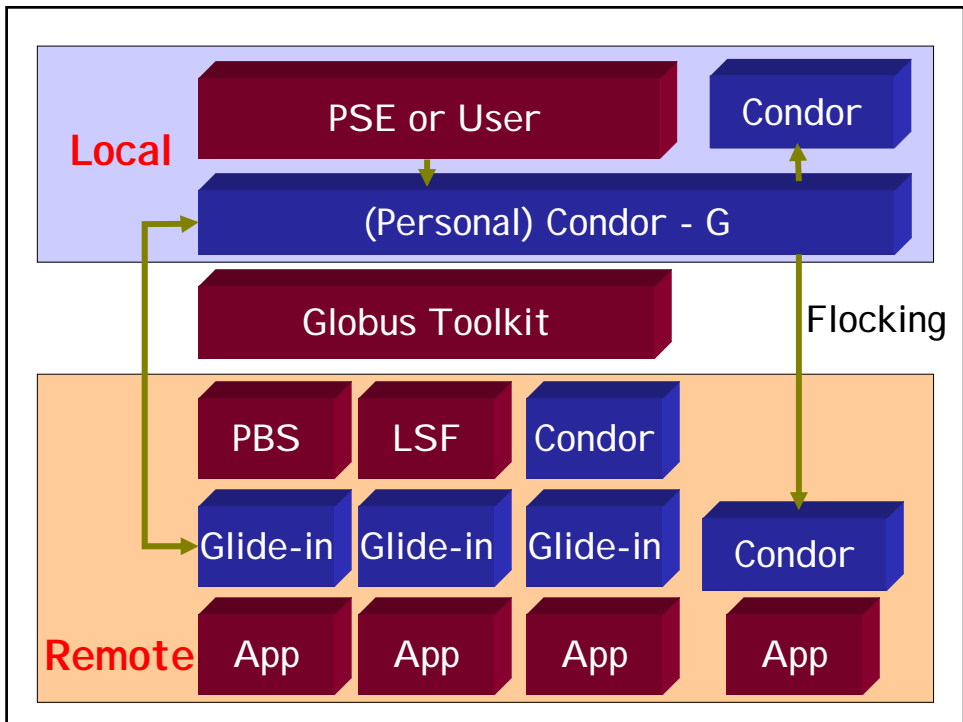 PSE or User
Condor
Local
(Personal) Condor - G
Globus Toolkit
Flocking
PBS
LSF
Condor
Glide-in
Glide-in
Glide-in
Condor
Remote
App
App
App
App